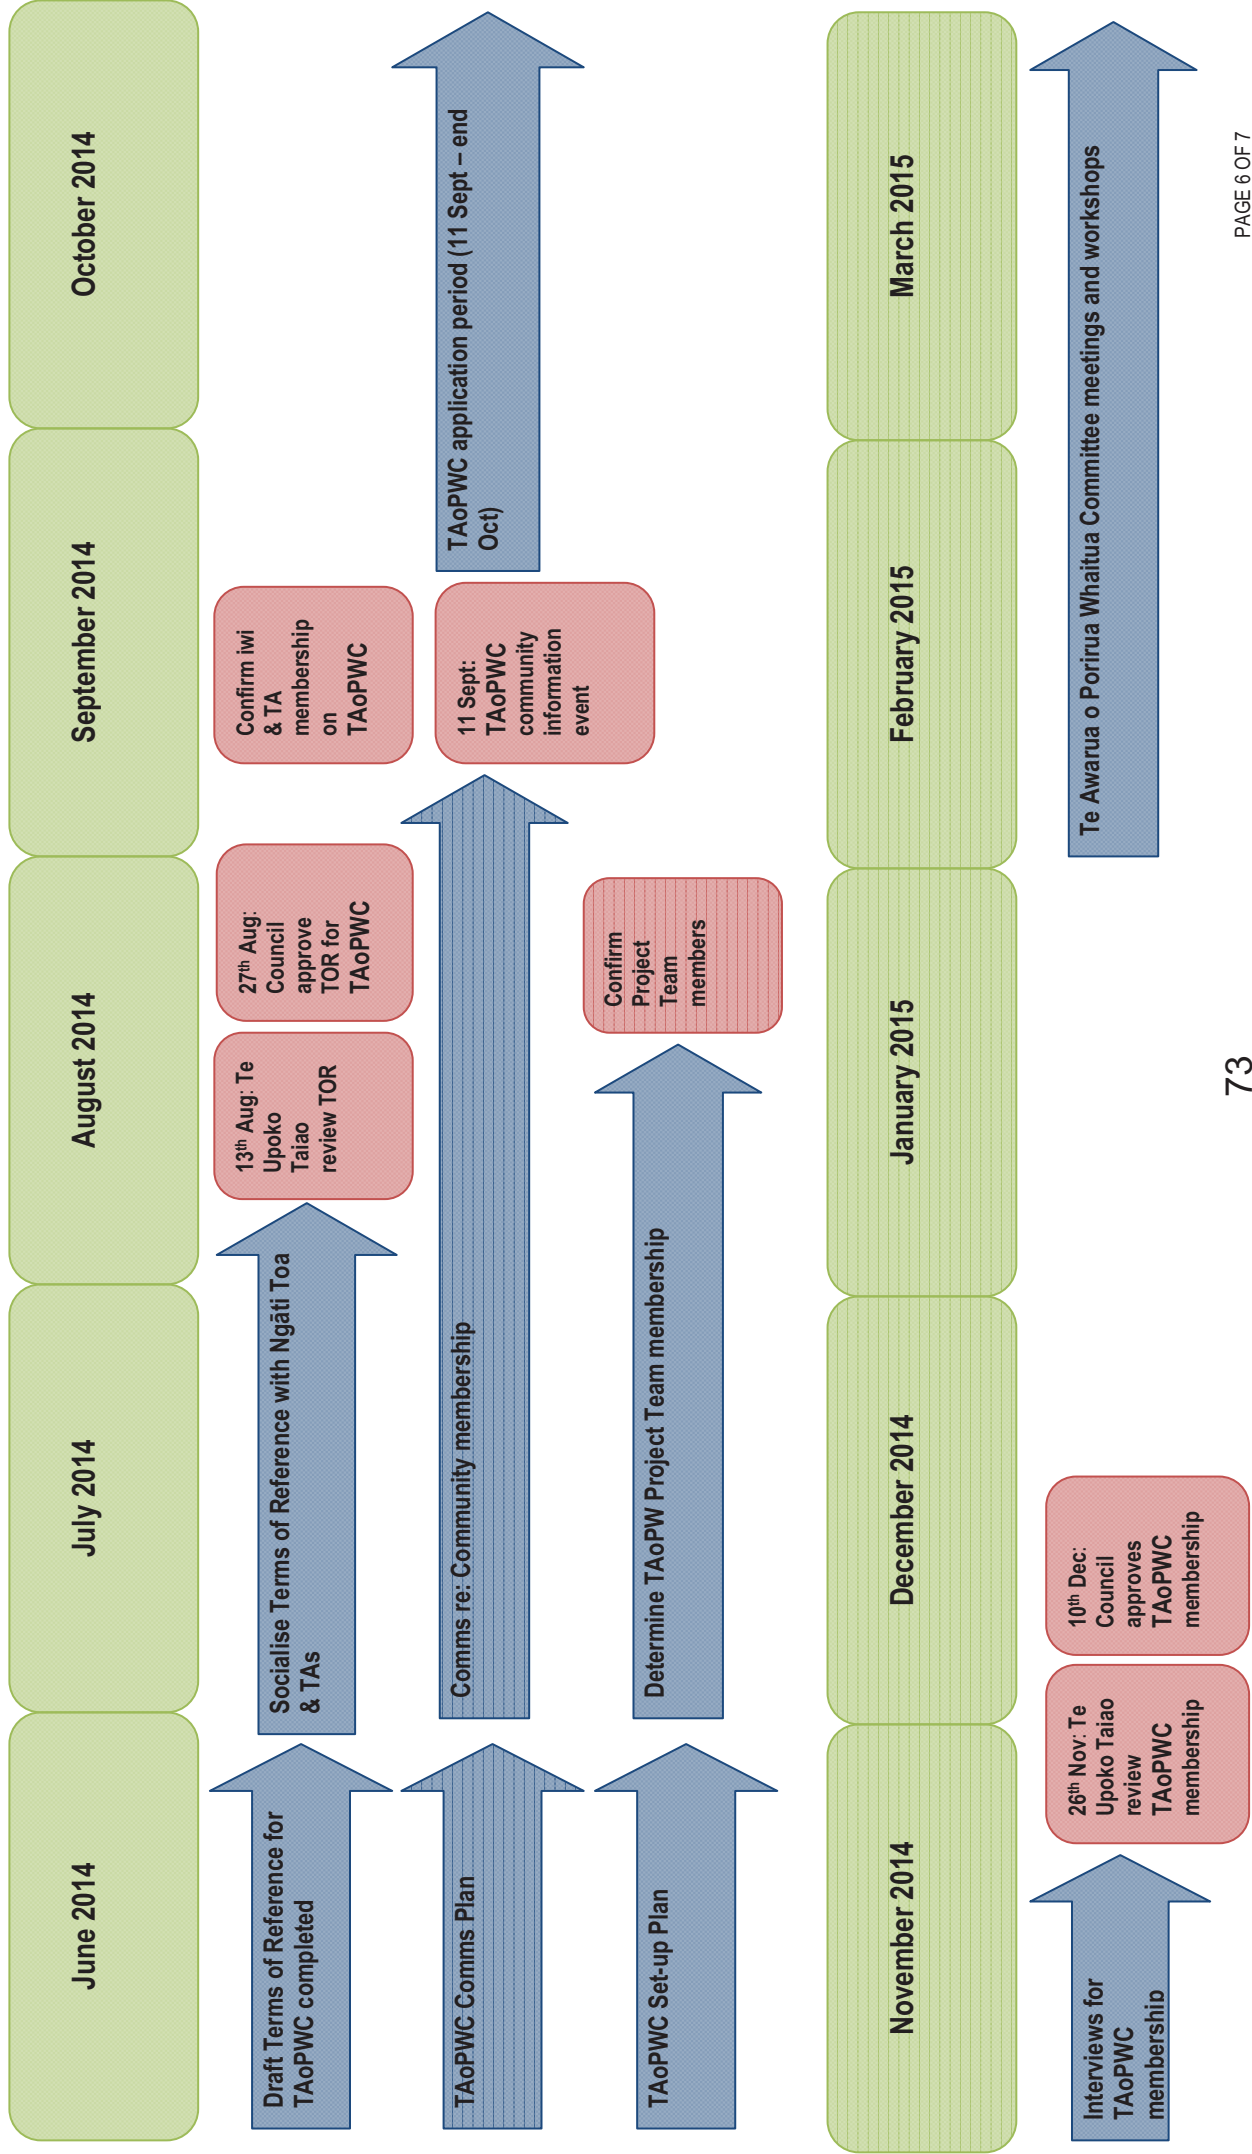 June 2014
July 2014
August 2014
September 2014
October 2014
Draft Terms of Reference for
TAoPWC completed
Socialise Terms of Reference with Ngāti Toa
& TAs
13th Aug: Te
Upoko
Taiao
review TOR
27th Aug:
Council
approve
TOR for
TAoPWC
Confirm iwi
& TA
membership
on
TAoPWC
TAoPWC Comms Plan
Comms re: Community membership
11 Sept:
TAoPWC
community
information
event
TAoPWC application period (11 Sept – end
Oct)
TAoPWC Set-up Plan
Determine TAoPW Project Team membership
Confirm
Project
Team
members
November 2014
December 2014
January 2015
February 2015
March 2015
Interviews for
TAoPWC
membership
26th Nov: Te
Upoko Taiao
review
TAoPWC
membership
10th Dec:
Council
approves
TAoPWC
membership
Te Awarua o Porirua Whaitua Committee meetings and workshops
73
PAGE 6 OF 7